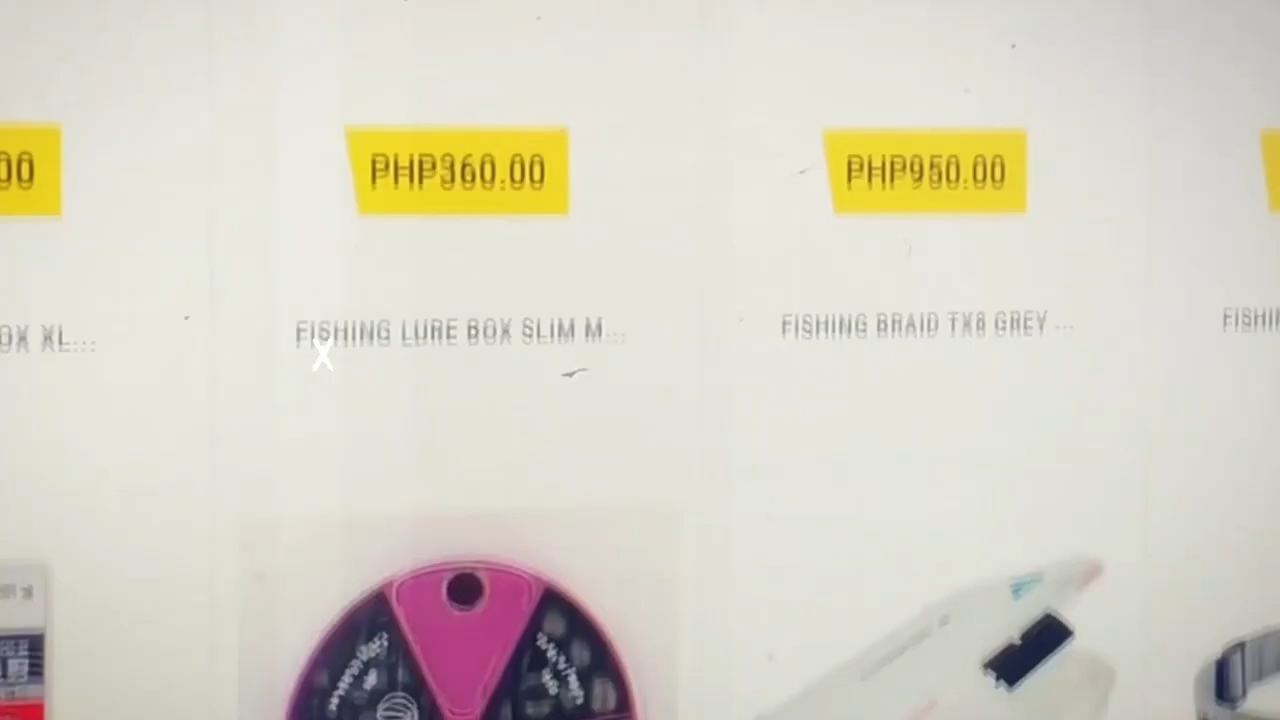 00
PHP360.00
PHP950.00
OX XL...
FISHING LURE BOX SLIM M...
FISHING BRAID TX8 GREY ...
FISHI